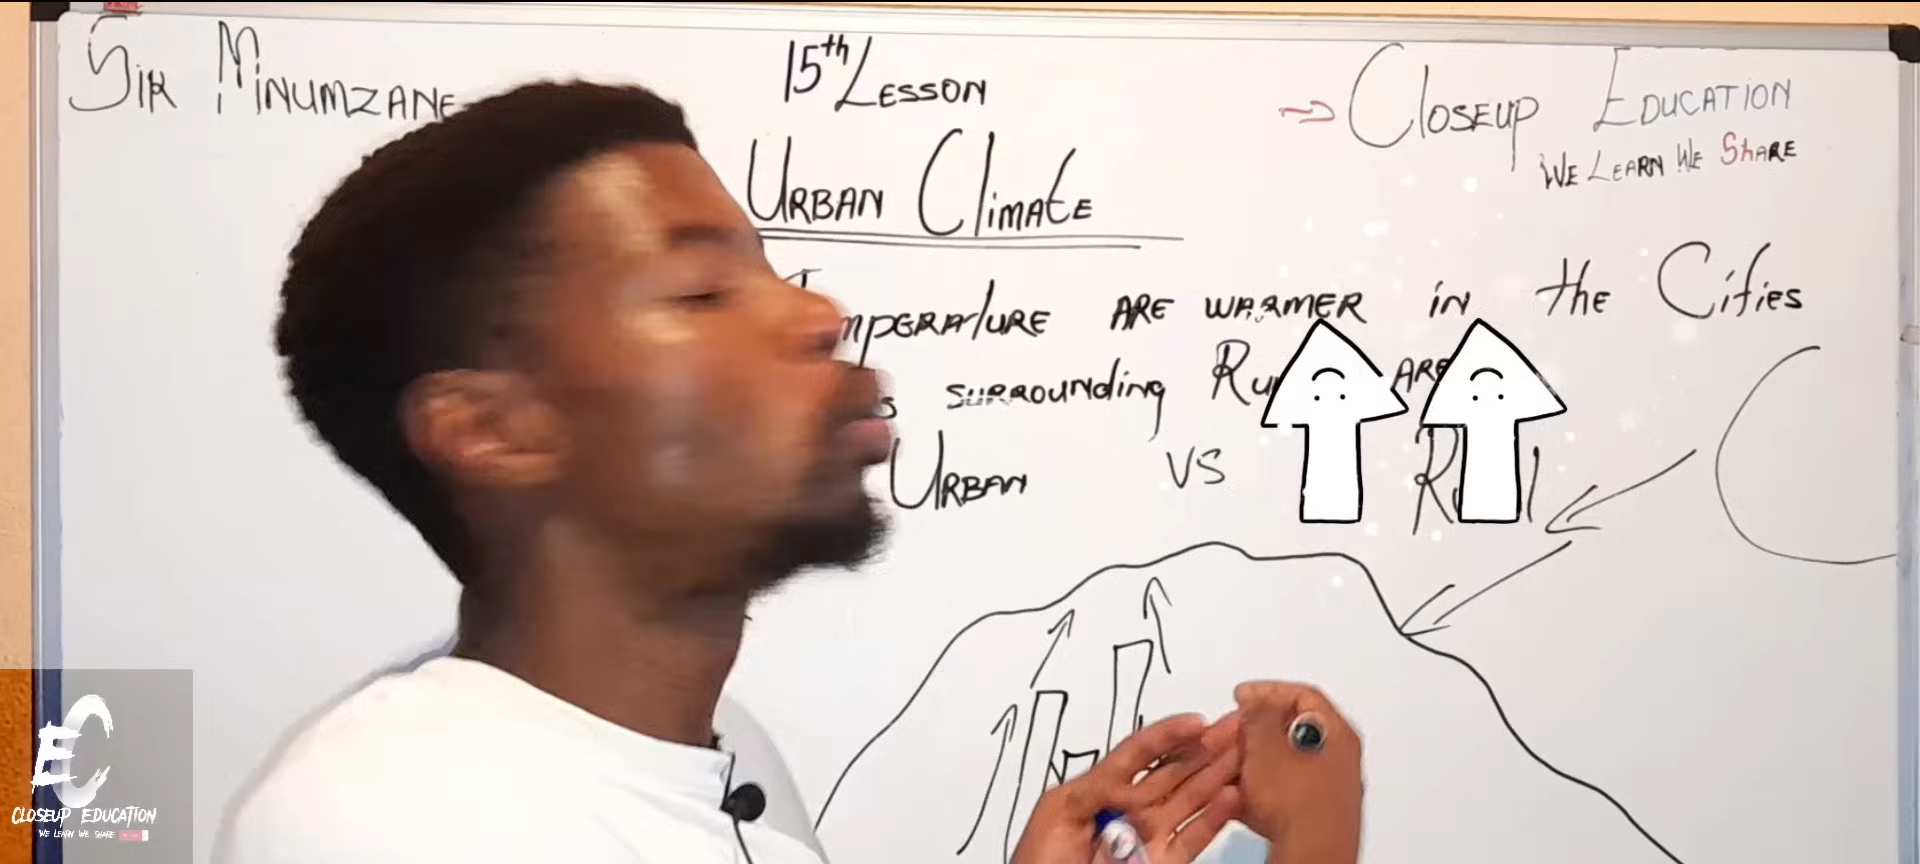 SIR MINUMZANE
15th LESSON
→ CLOSEUP EDUCATION
WE LEARN WE ShARE
URBAN ClimatE
ARE WARMER in the Cities
SURROUNding
URBAN VS
EC
CLOSEUP EDUCATION
WE LEARN WE SHARE